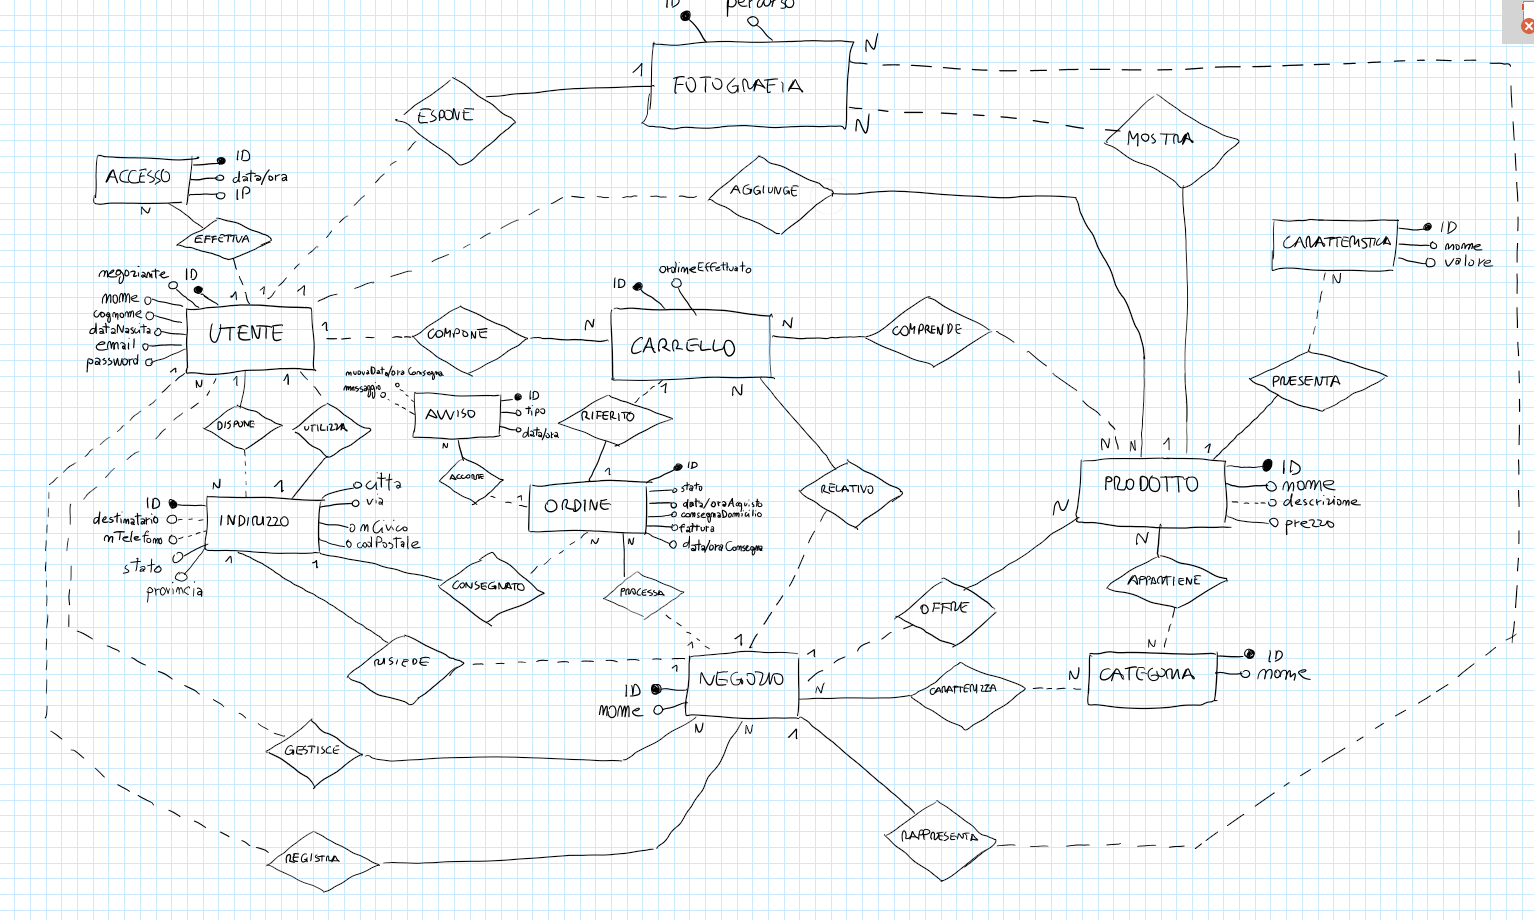 ID percorso
FOTOGRAFIA
1
N
N
ESPONE
MOSTRA
ACCESSO
ID
data/ora
IP
N
EFFETTUA
AGGIUNGE
CARATTERISTICA
ID
nome
valore
N
negoziante ID
nome
cognome
dataNascita
email
password
1 1 1
UTENTE
1
1 N 1 1
COMPONE
ID
ordineEffettuato
N
CARRELLO
N
1 N
COMPRENDE
PRESENTA
DISPONE
UTILIZZA
nuovaData/oraConsegna
messaggio
AVVISO
ID
tipo
data/ora
N
RIFERITO
1
RELATIVO
N N 1 1
PRODOTTO
N
ID
nome
descrizione
prezzo
N
N 1
ID
destinatario
nTelefono
stato
provincia
INDIRIZZO
città
via
nCivico
codPostale
1 1
1
ORDINE
ID
stato
data/oraAcquisto
consegnaDomicilio
fattura
data/oraConsegna
N N
CONSEGNATO
PROCESSA
OFFRE
APPARTIENE
N
RISIEDE
1 1 1
1
NEGOZIO
ID
nome
N
N N 1
CARATTERIZZA
N
CATEGORIA
ID
nome
GESTISCE
REGISTRA
RAPPRESENTA